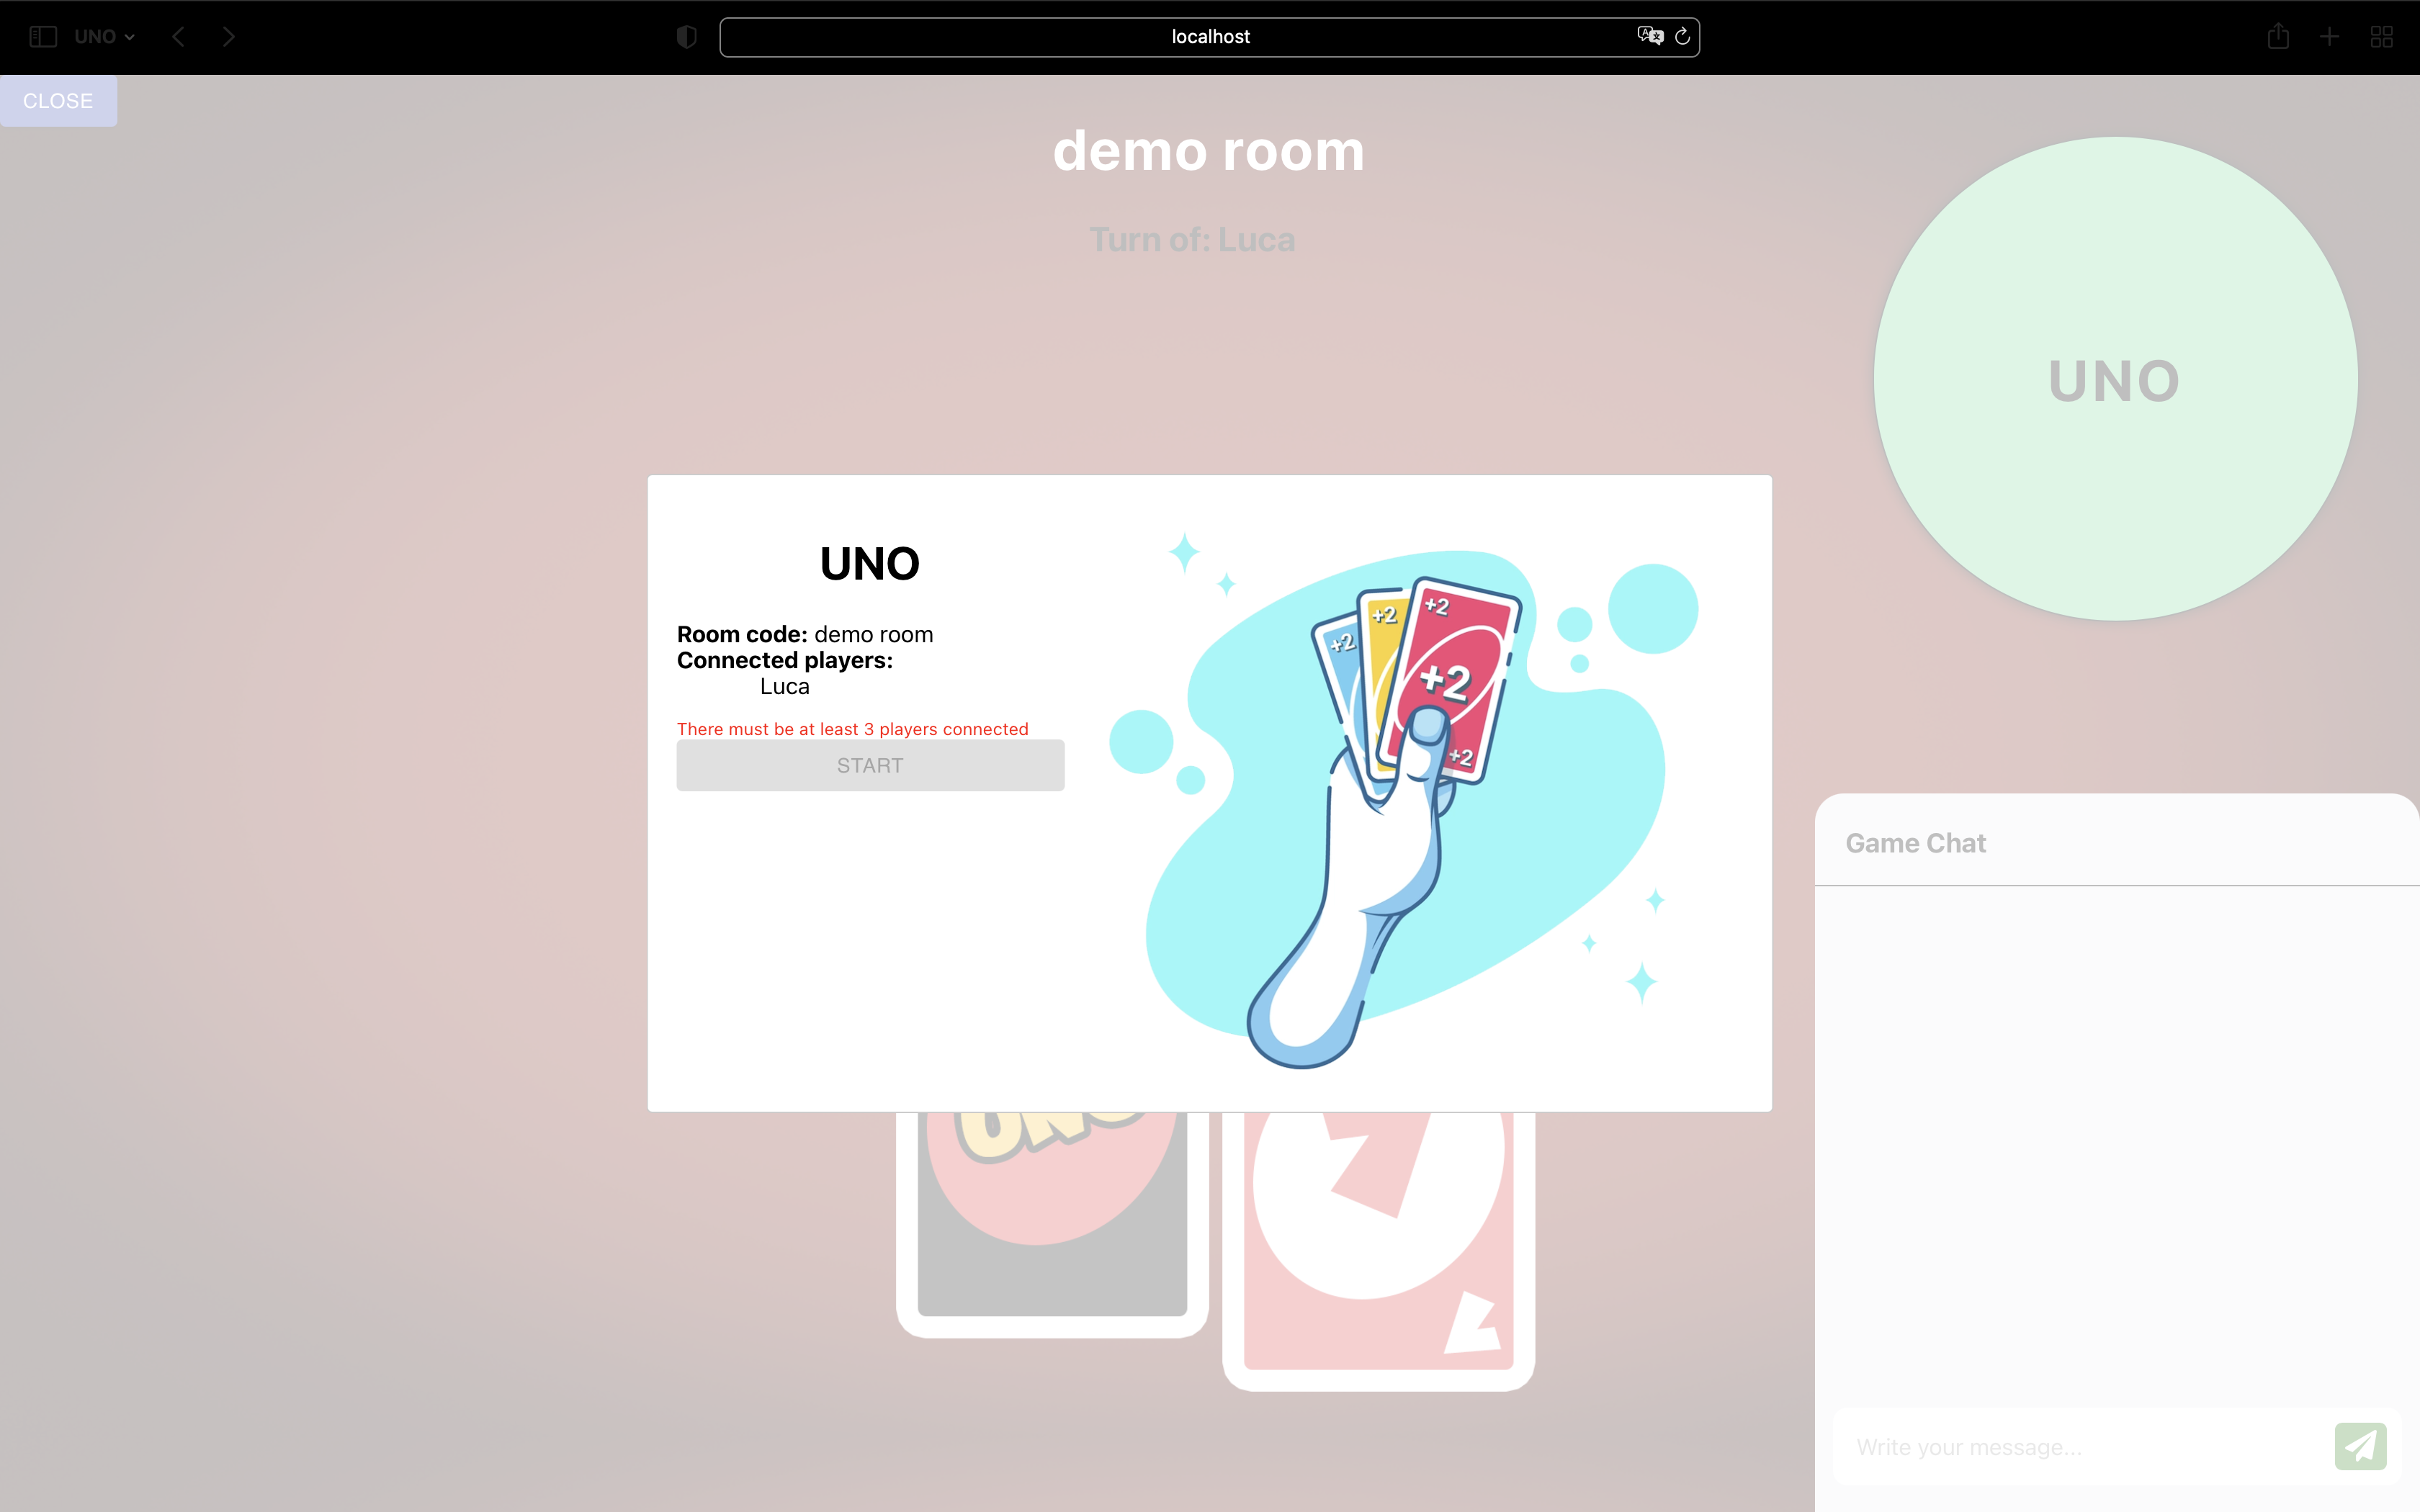 UNO
localhost
CLOSE
demo room
Turn of: Luca
UNO
UNO
Room code: demo room
Connected players:
Luca
There must be at least 3 players connected
START
+2
+2
+2
+2
+2
UNO
Game Chat
Write your message...